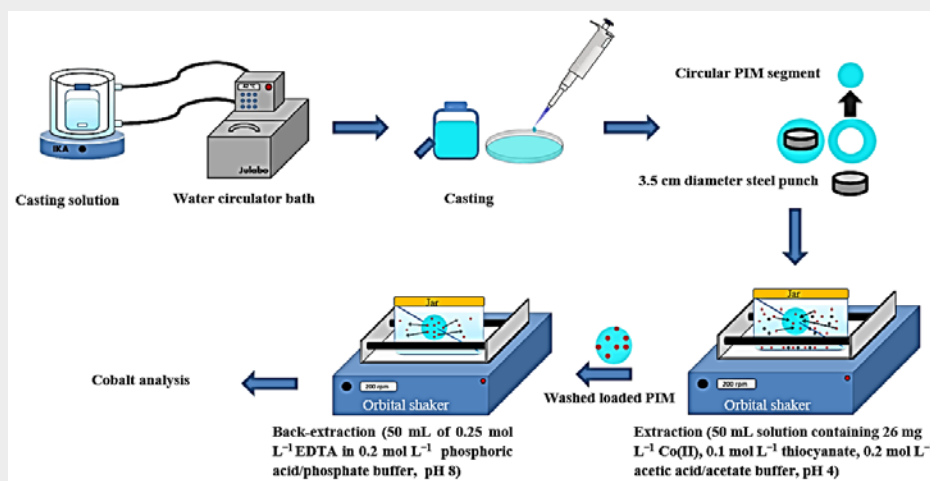 Circular PIM segment
IKA
Julabo
3.5 cm diameter steel punch
Casting solution
Water circulator bath
Casting
Jar
Jar
Cobalt analysis
200 rpm
Orbital shaker
Washed loaded PIM
200 rpm
Orbital shaker
Back-extraction (50 mL of 0.25 mol
L⁻¹ EDTA in 0.2 mol L⁻¹ phosphoric
acid/phosphate buffer, pH 8)
Extraction (50 mL solution containing 26 mg
L⁻¹ Co(II), 0.1 mol L⁻¹ thiocyanate, 0.2 mol L⁻
acetic acid/acetate buffer, pH 4)